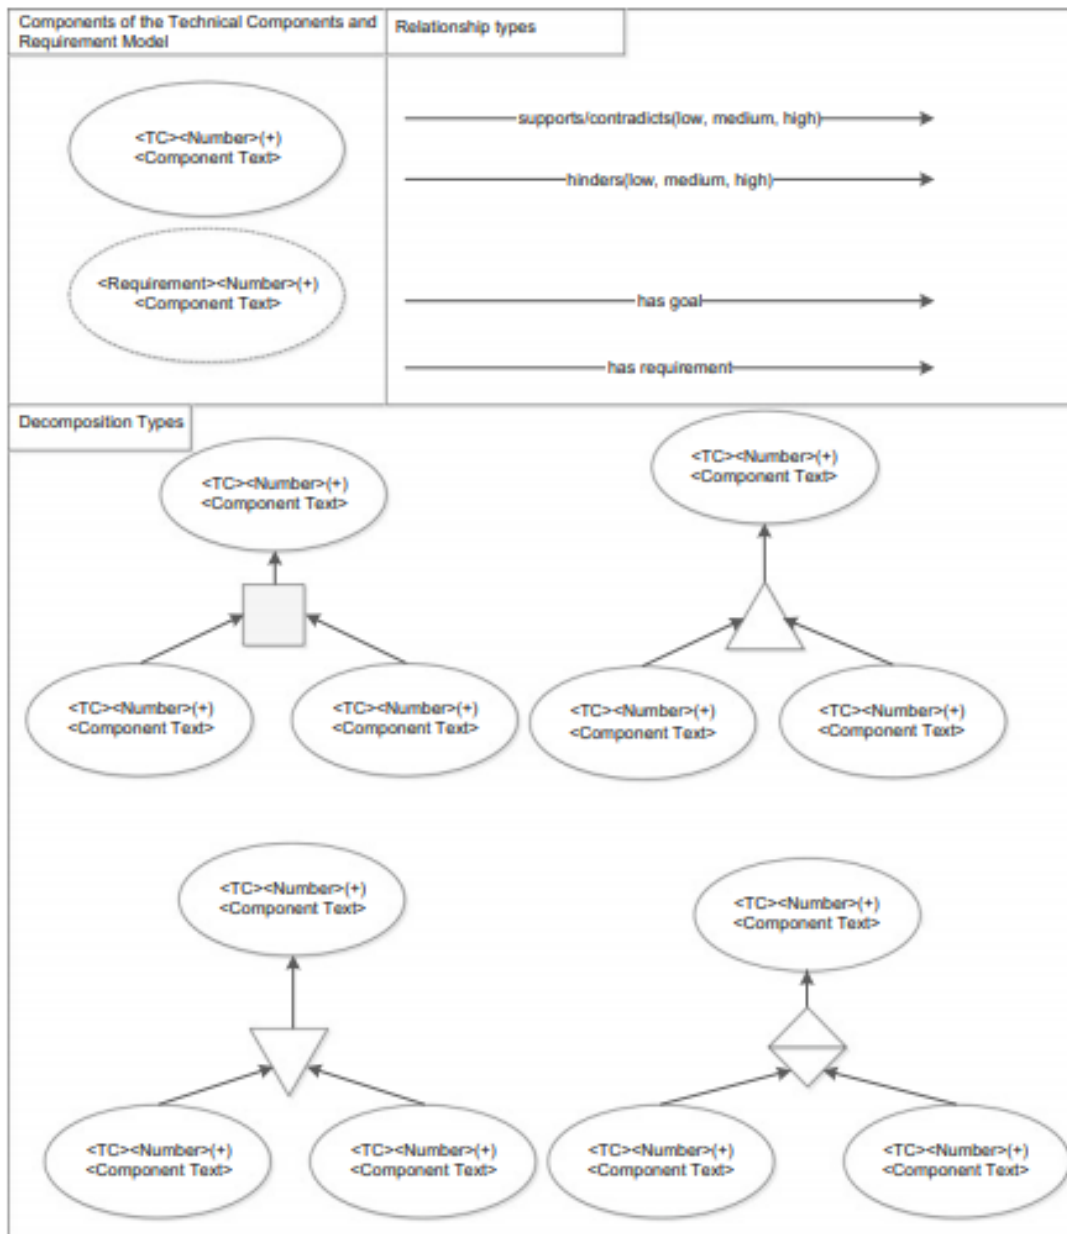 Components of the Technical Components and
Requirement Model
Relationship types
<TC><Number>(+)
<Component Text>
<Requirement><Number>(+)
<Component Text>
supports/contradicts(low, medium, high)
hinders(low, medium, high)
has goal
has requirement
Decomposition Types
<TC><Number>(+)
<Component Text>
<TC><Number>(+)
<Component Text>
<TC><Number>(+)
<Component Text>
<TC><Number>(+)
<Component Text>
<TC><Number>(+)
<Component Text>
<TC><Number>(+)
<Component Text>
<TC><Number>(+)
<Component Text>
<TC><Number>(+)
<Component Text>
<TC><Number>(+)
<Component Text>
<TC><Number>(+)
<Component Text>
<TC><Number>(+)
<Component Text>
<TC><Number>(+)
<Component Text>